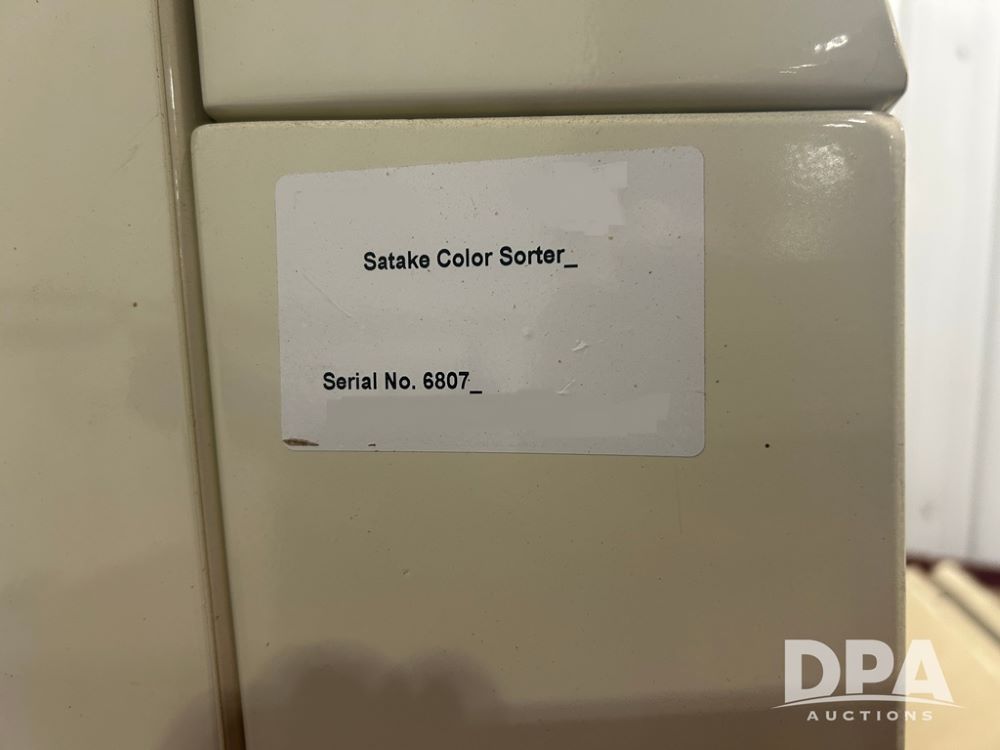 Satake Color Sorter_
Serial No. 6807_
DPA
AUCTIONS